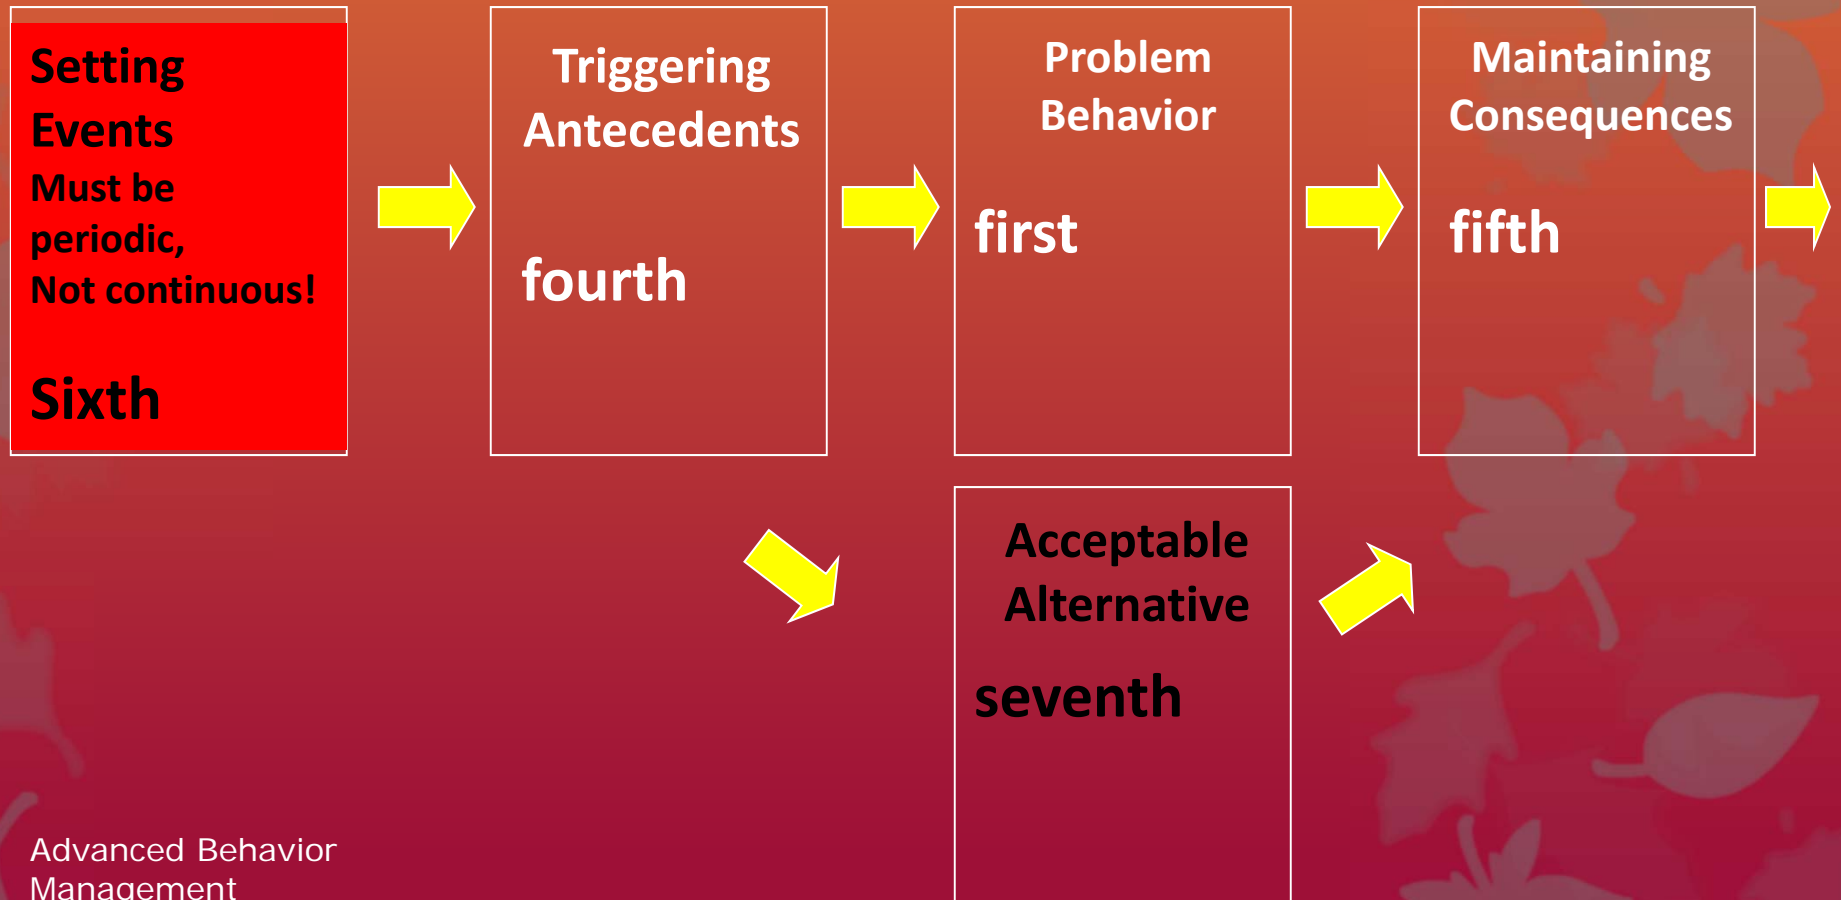 Setting
Events
Must be
periodic,
Not continuous!
Sixth
Triggering
Antecedents
fourth
Problem
Behavior
first
Maintaining
Consequences
fifth
Acceptable
Alternative
seventh
Advanced Behavior
Management